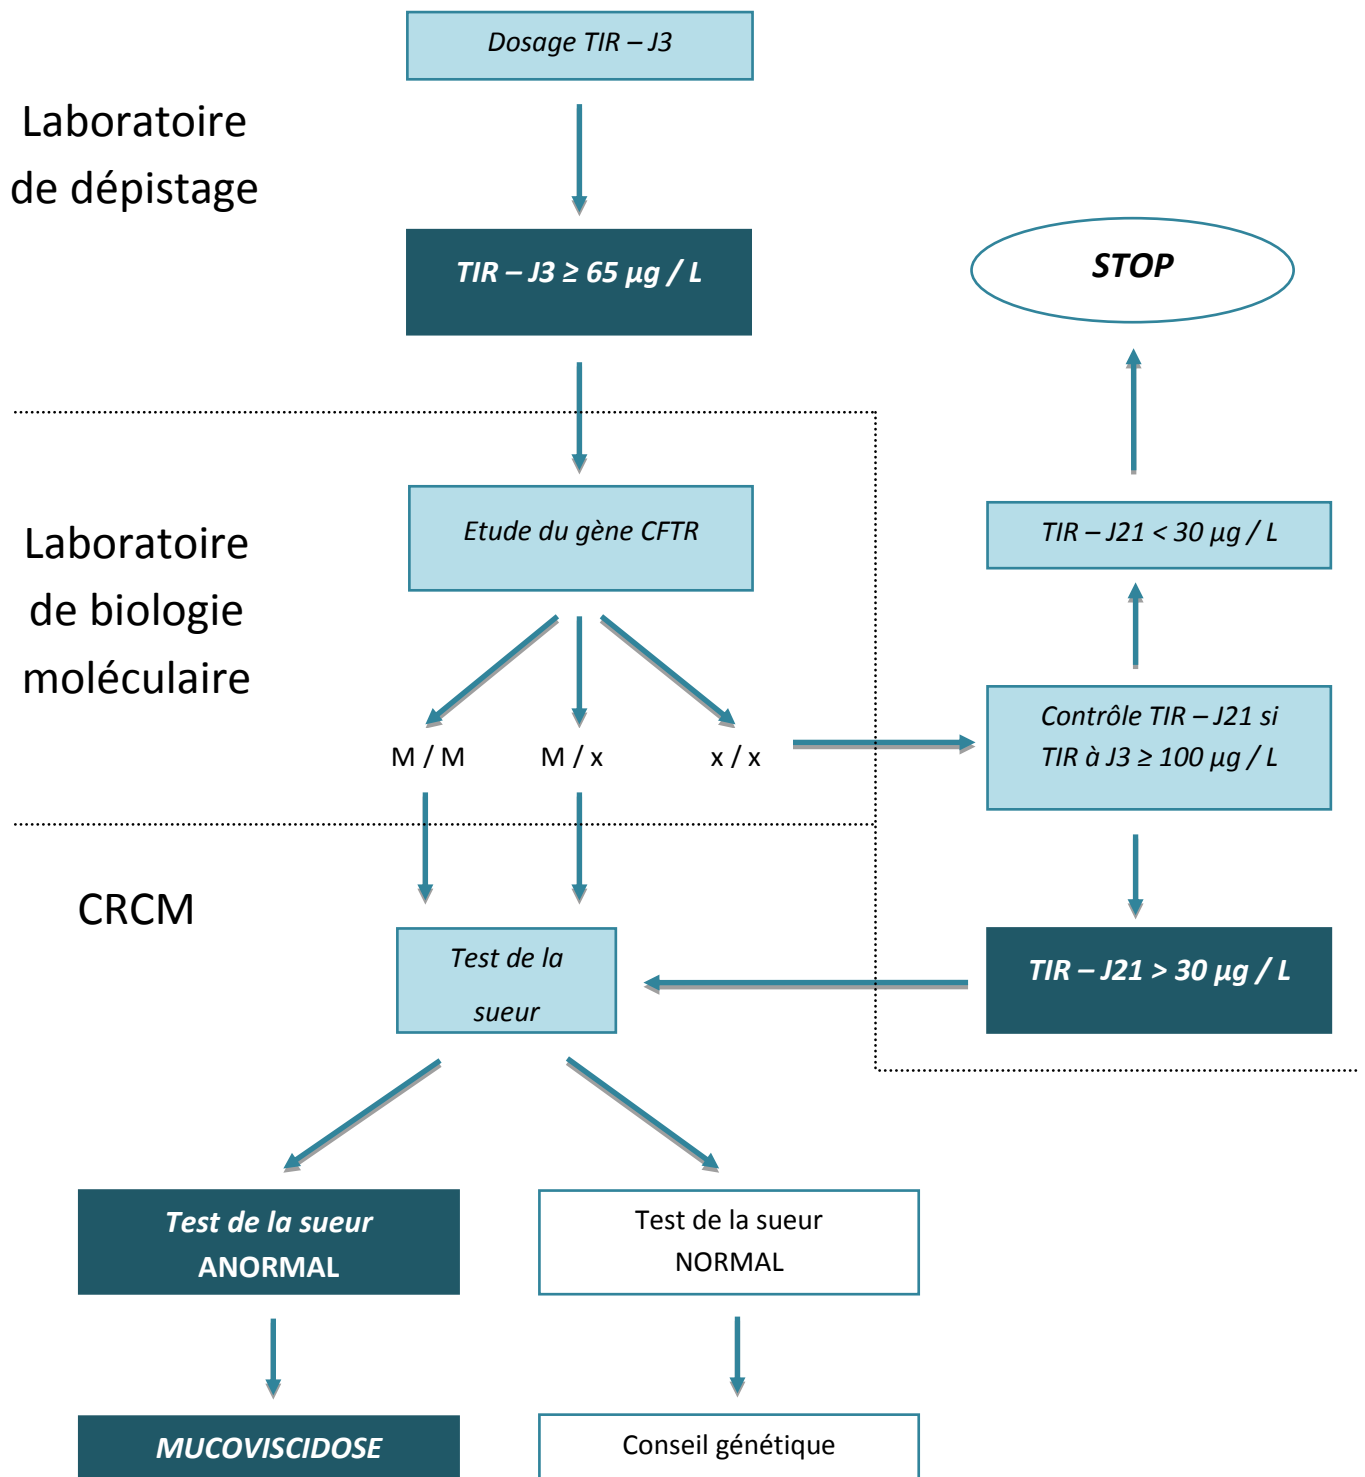 Dosage TIR – J3
Laboratoire
de dépistage
TIR – J3 ≥ 65 µg / L
STOP
Etude du gène CFTR
TIR – J21 < 30 µg / L
Laboratoire
de biologie
moléculaire
Contrôle TIR – J21 si
TIR à J3 ≥ 100 µg / L
M / M
M / x
x / x
CRCM
Test de la
sueur
TIR – J21 > 30 µg / L
Test de la sueur
ANORMAL
Test de la sueur
NORMAL
MUCOVISCIDOSE
Conseil génétique